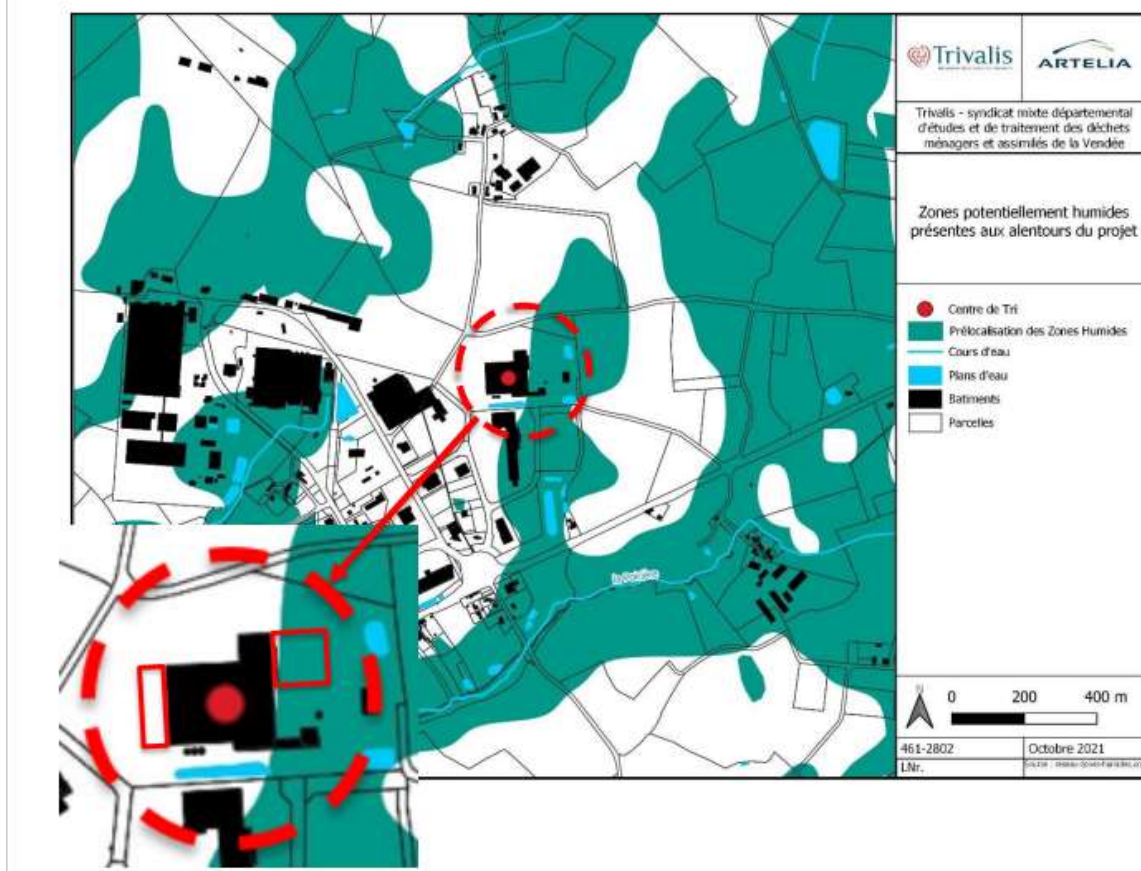 Trivalis
ARTELIA
Trivalis - syndicat mixte départemental
d'études et de traitement des déchets
ménagers et assimilés de la Vendée
Zones potentiellement humides
présentes aux alentours du projet
Centre de Tri
Prélocalisation des Zones Humides
Cours d'eau
Plans d'eau
Batiments
Parcelles
N
0 200 400 m
461-2802
Octobre 2021
LNr.